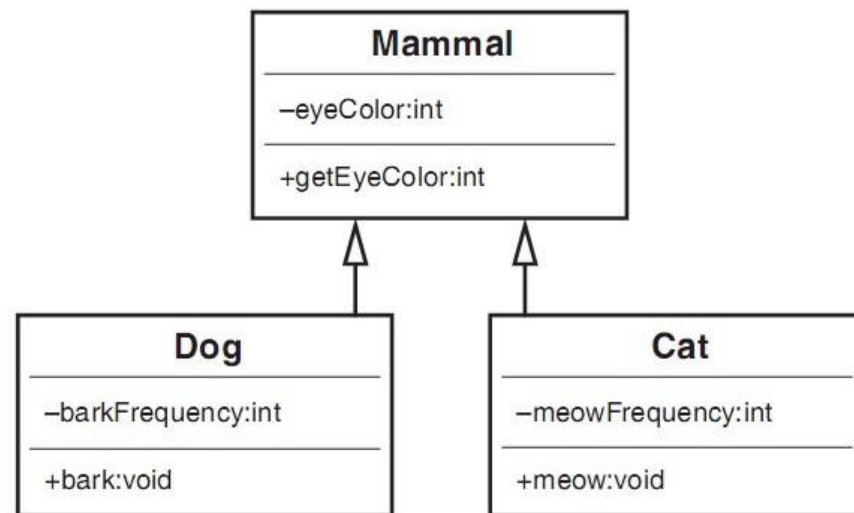 Mammal
–eyeColor:int
+getEyeColor:int
Dog
–barkFrequency:int
+bark:void
Cat
–meowFrequency:int
+meow:void